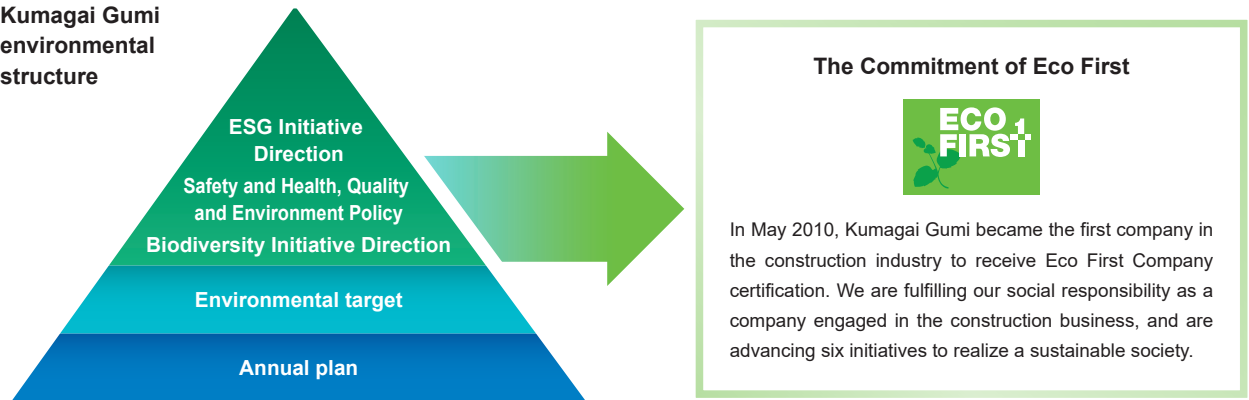 Kumagai Gumi
environmental
structure
ESG Initiative
Direction
Safety and Health, Quality
and Environment Policy
Biodiversity Initiative Direction
Environmental target
Annual plan
The Commitment of Eco First
ECO
FIRST
In May 2010, Kumagai Gumi became the first company in
the construction industry to receive Eco First Company
certification. We are fulfilling our social responsibility as a
company engaged in the construction business, and are
advancing six initiatives to realize a sustainable society.